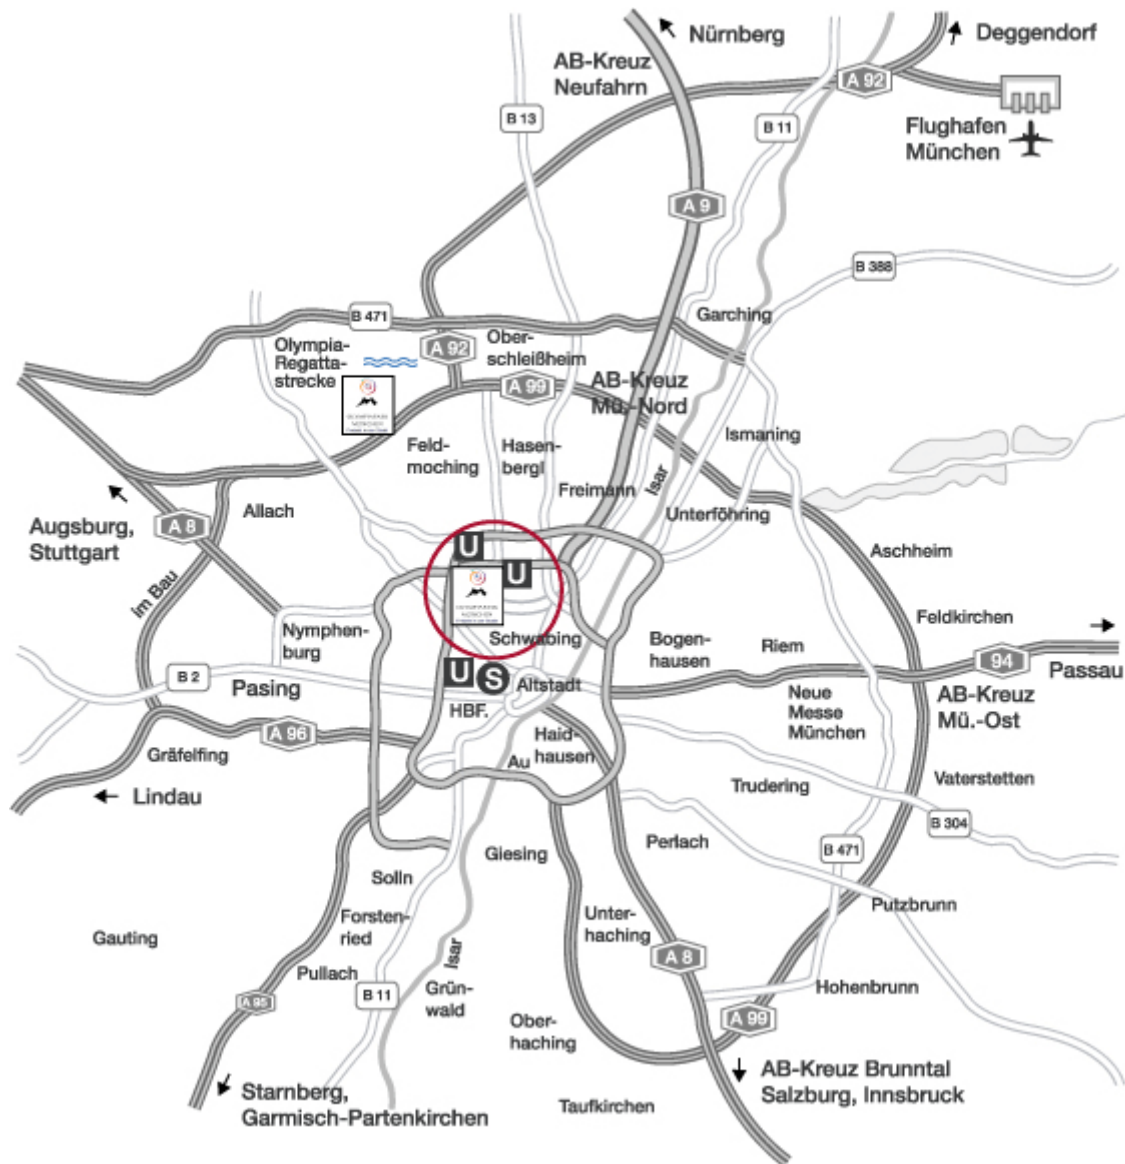 Nürnberg
Deggendorf
AB-Kreuz
Neufahrn
A 92
B 13
B 11
Flughafen
München
A 9
B 388
B 471
Garching
Olympia-
Regatta-
strecke
A 92
Ober-
schleißheim
A 99
AB-Kreuz
Mü.-Nord
Feld-
moching
Hasen-
bergl
Ismaning
Isar
Freimann
Unterföhring
Allach
Augsburg,
Stuttgart
A 8
Aschheim
im Bau
U
U
Feldkirchen
Nymphen-
burg
Schwabing
Bogen-
hausen
Riem
94
Passau
B 2
Pasing
U
S
Altstadt
HBF.
Neue
Messe
München
AB-Kreuz
Mü.-Ost
A 96
Gräfelfing
Haid-
hausen
Au
Lindau
Trudering
Vaterstetten
B 304
Perlach
B 471
Giesing
Solln
Putzbrunn
Forsten-
ried
Unter-
haching
Gauting
Isar
A 8
Pullach
A 95
B 11
Grün-
wald
Hohenbrunn
Ober-
haching
A 99
AB-Kreuz Brunntal
Salzburg, Innsbruck
Starnberg,
Garmisch-Partenkirchen
Taufkirchen